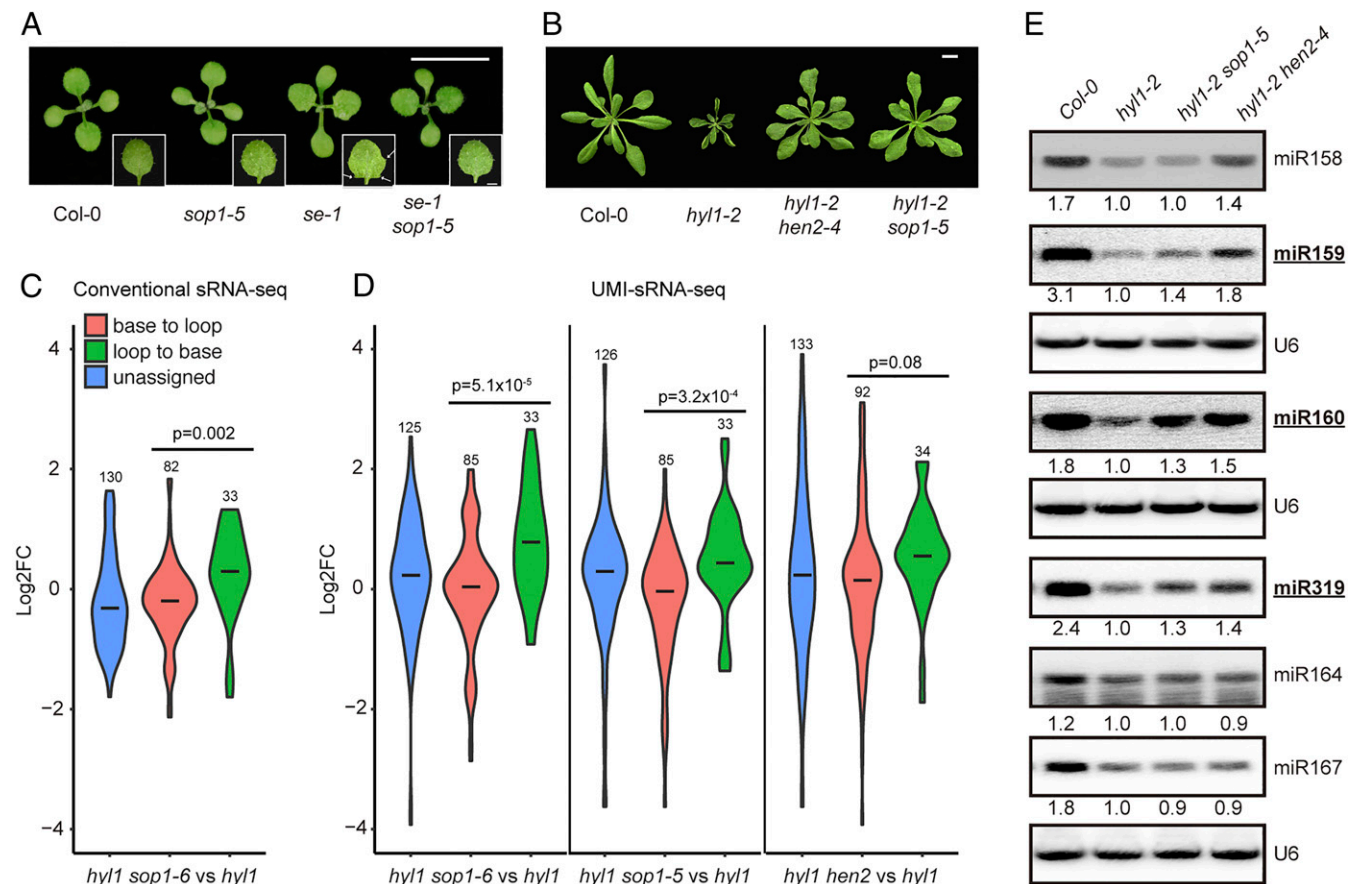 A
Col-0
sop1-5
se-1
se-1
sop1-5
B
Col-0
hyl1-2
hyl1-2
hen2-4
hyl1-2
sop1-5
C
Conventional sRNA-seq
base to loop
loop to base
unassigned
Log2FC
4
2
0
−2
−4
130
82
33
p=0.002
hyl1 sop1-6 vs hyl1
D
UMI-sRNA-seq
Log2FC
4
2
0
−2
−4
125
85
33
p=5.1x10⁻⁵
hyl1 sop1-6 vs hyl1
126
85
33
p=3.2x10⁻⁴
hyl1 sop1-5 vs hyl1
133
92
34
p=0.08
hyl1 hen2 vs hyl1
E
Col-0
hyl1-2
hyl1-2 sop1-5
hyl1-2 hen2-4
miR158
1.7 1.0 1.0 1.4
miR159
3.1 1.0 1.4 1.8
U6
miR160
1.8 1.0 1.3 1.5
U6
miR319
2.4 1.0 1.3 1.4
miR164
1.2 1.0 1.0 0.9
miR167
1.8 1.0 0.9 0.9
U6